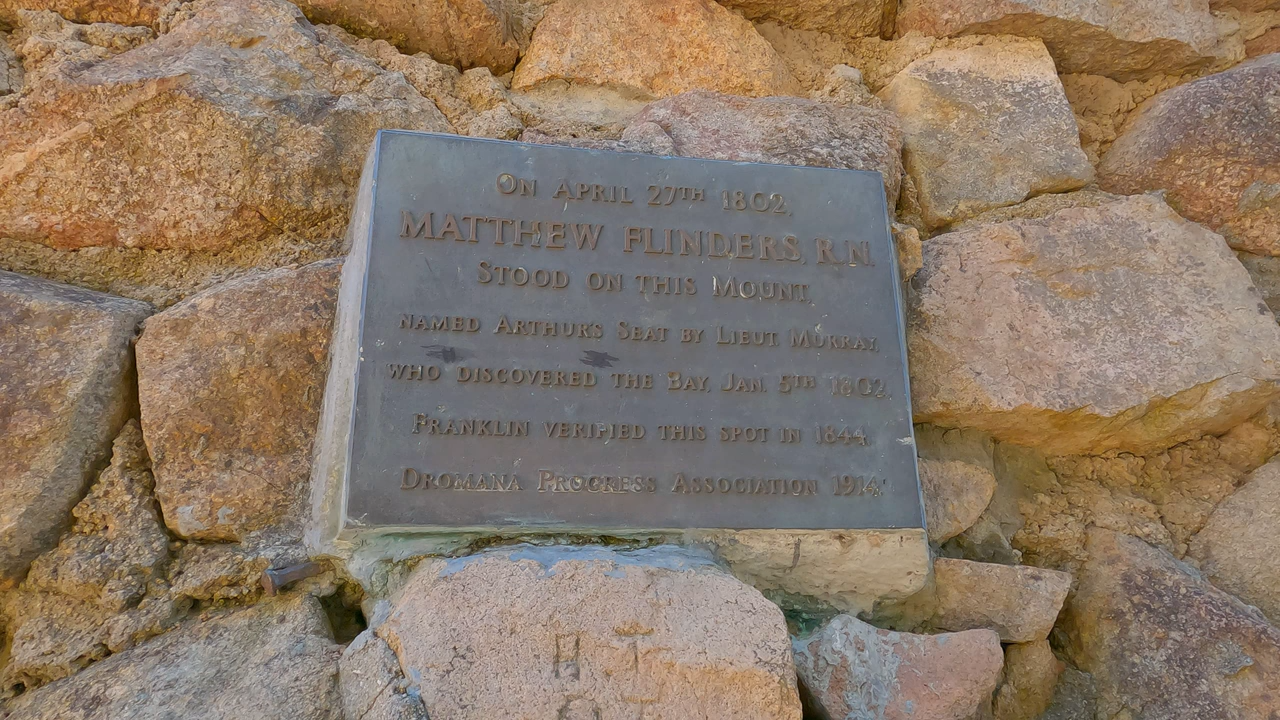 On April 27th 1802,
MATTHEW FLINDERS, R.N.
Stood on this Mount,
named Arthur's Seat by Lieut. Murray,
who discovered the Bay, Jan. 5th 1802.
Franklin verified this spot in 1844.
Dromana Progress Association 1914.
H I